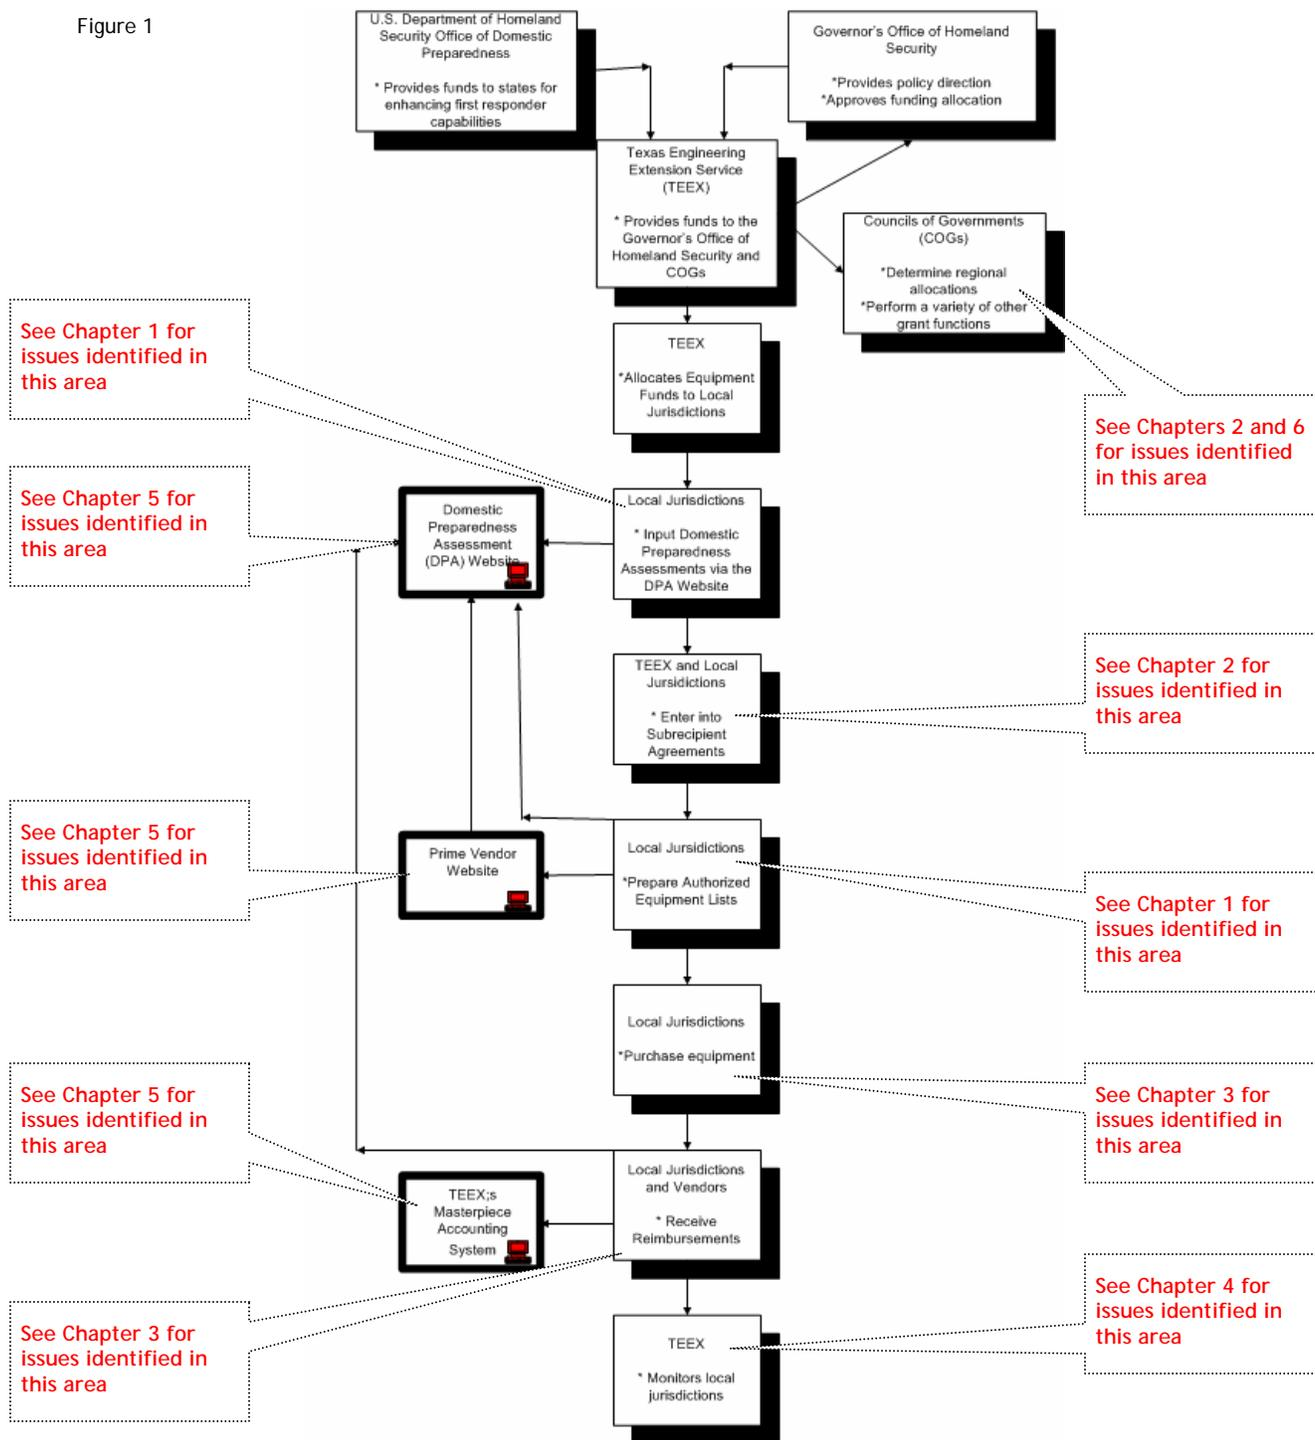 Figure 1
U.S. Department of Homeland
Security Office of Domestic
Preparedness
* Provides funds to states for
enhancing first responder
capabilities
Governor's Office of Homeland
Security
*Provides policy direction
*Approves funding allocation
Texas Engineering
Extension Service
(TEEX)
* Provides funds to the
Governor's Office of
Homeland Security and
COGs
Councils of Governments
(COGs)
*Determine regional
allocations
*Perform a variety of other
grant functions
See Chapter 1 for
issues identified in
this area
TEEX
*Allocates Equipment
Funds to Local
Jurisdictions
See Chapters 2 and 6
for issues identified
in this area
See Chapter 5 for
issues identified in
this area
Domestic
Preparedness
Assessment
(DPA) Website
Local Jurisdictions
* Input Domestic
Preparedness
Assessments via the
DPA Website
TEEX and Local
Jursidictions
* Enter into
Subrecipient
Agreements
See Chapter 2 for
issues identified in
this area
See Chapter 5 for
issues identified in
this area
Prime Vendor
Website
Local Jursidictions
*Prepare Authorized
Equipment Lists
See Chapter 1 for
issues identified in
this area
Local Jurisdictions
*Purchase equipment
See Chapter 5 for
issues identified in
this area
See Chapter 3 for
issues identified in
this area
TEEX;s
Masterpiece
Accounting
System
Local Jurisdictions
and Vendors
* Receive
Reimbursements
See Chapter 3 for
issues identified in
this area
TEEX
* Monitors local
jurisdictions
See Chapter 4 for
issues identified in
this area